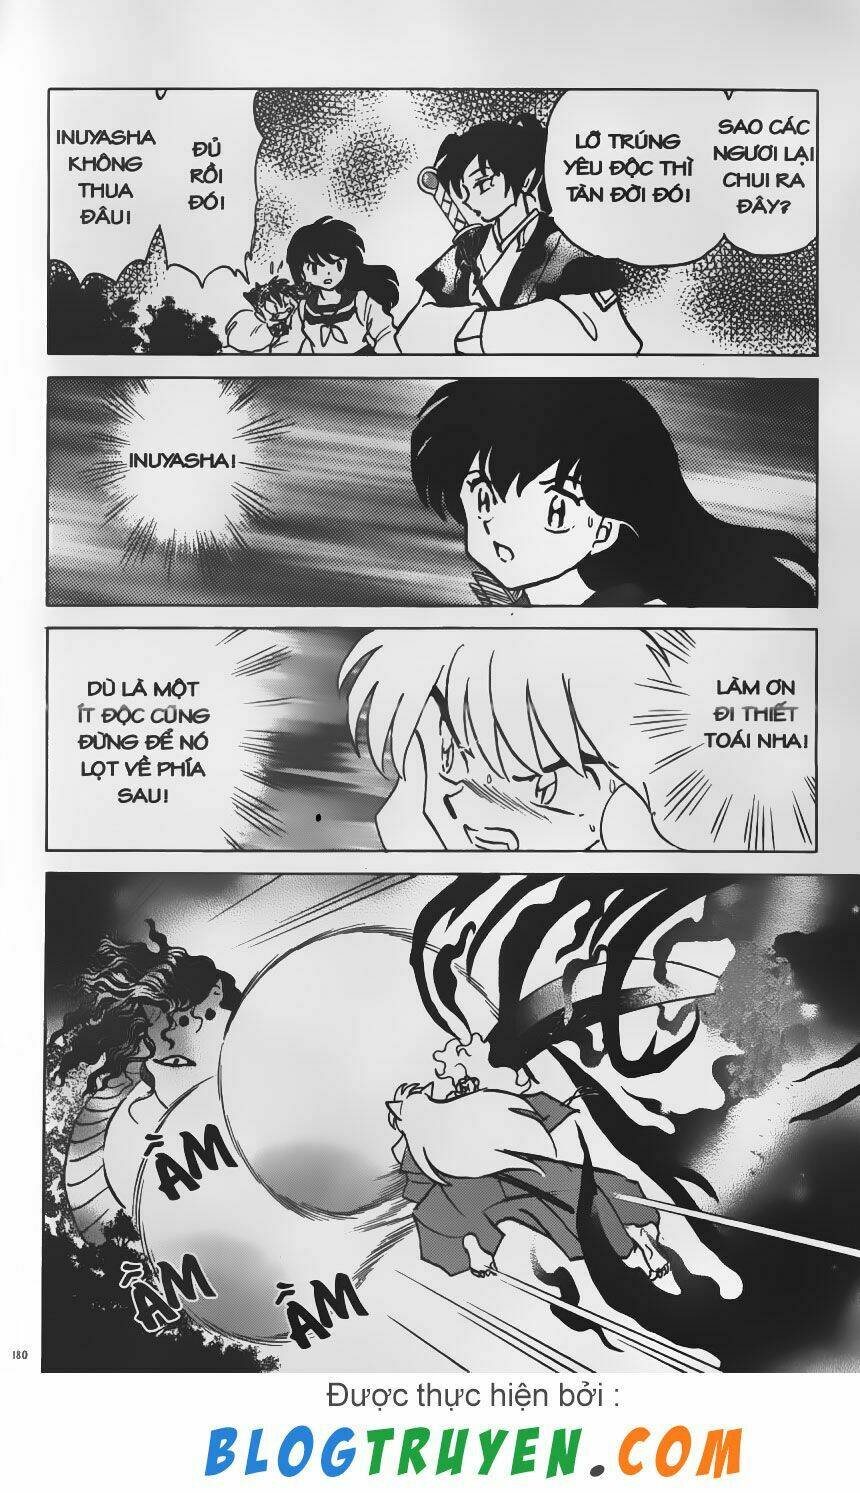 SAO CÁC
NGƯƠI LẠI
CHUI RA
ĐÂY?
LỠ TRÚNG
YÊU ĐỘC THÌ
TÀN ĐỜI ĐÓ!
ĐỦ
RỒI
ĐÓ!
INUYASHA
KHÔNG
THUA
ĐÂU!
INUYASHA!
LÀM ƠN
ĐI THIẾT
TOÁI NHA!
DÙ LÀ MỘT
ÍT ĐỘC CŨNG
ĐỪNG ĐỂ NÓ
LỌT VỀ PHÍA
SAU!
ẦM
ẦM
ẦM
180
Được thực hiện bởi :
BLOGTRUYEN.COM